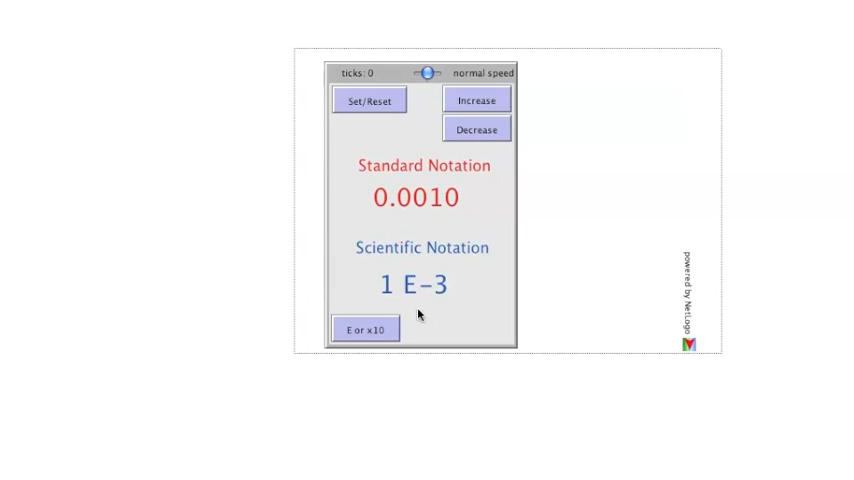 ticks: 0 normal speed
Set/Reset
Increase
Decrease
Standard Notation
0.0010
Scientific Notation
1 E-3
E or x10
powered by NetLogo